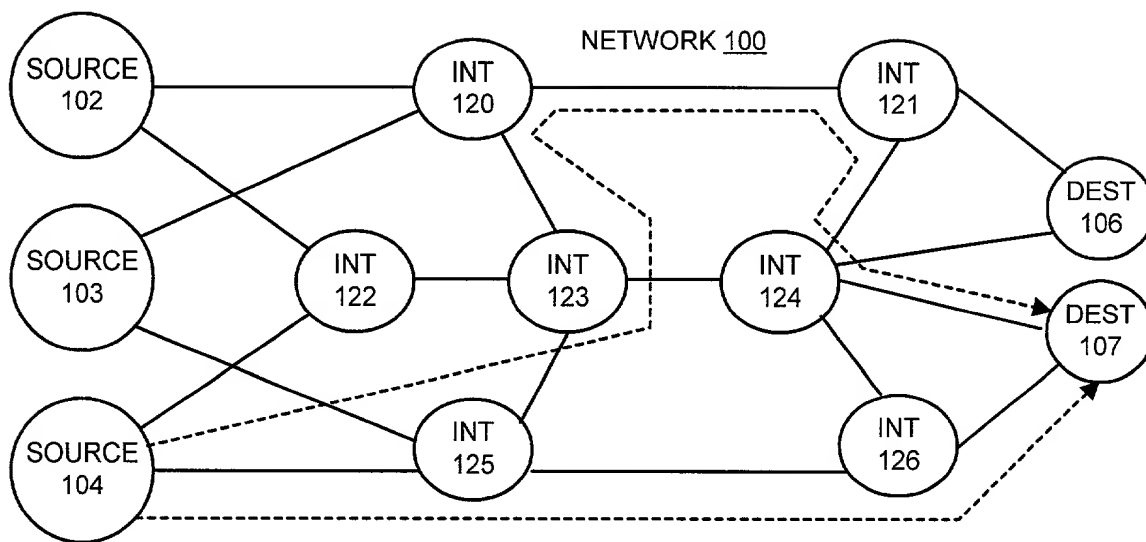 NETWORK 100
SOURCE
102
INT
120
INT
121
DEST
106
SOURCE
103
INT
122
INT
123
INT
124
DEST
107
SOURCE
104
INT
125
INT
126